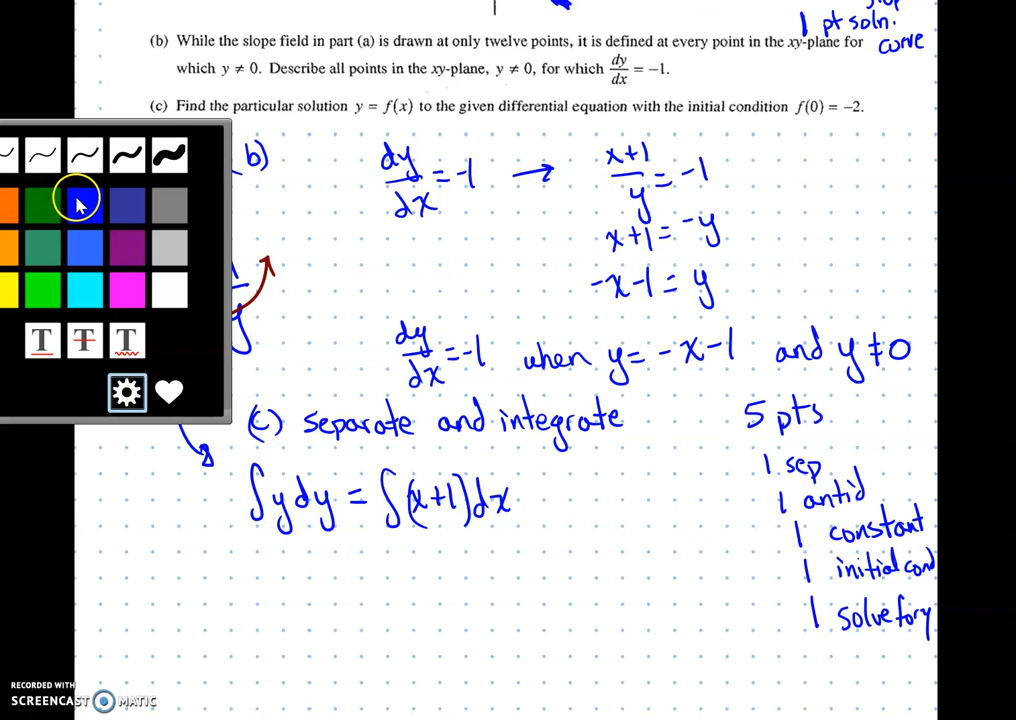 1 pt soln.
curve
(b) While the slope field in part (a) is drawn at only twelve points, it is defined at every point in the xy-plane for
which y ≠ 0. Describe all points in the xy-plane, y ≠ 0, for which dy/dx = −1.
(c) Find the particular solution y = f(x) to the given differential equation with the initial condition f(0) = −2.
b) dy/dx = -1 → x+1/y = -1
x+1 = -y
-x-1 = y
dy/dx = -1 when y = -x-1 and y ≠ 0
(c) separate and integrate 5 pts
1 sep
∫y dy = ∫(x+1)dx 1 antid
1 constant
1 initial cond
1 solve for y
T T T
RECORDED WITH
SCREENCAST MATIC